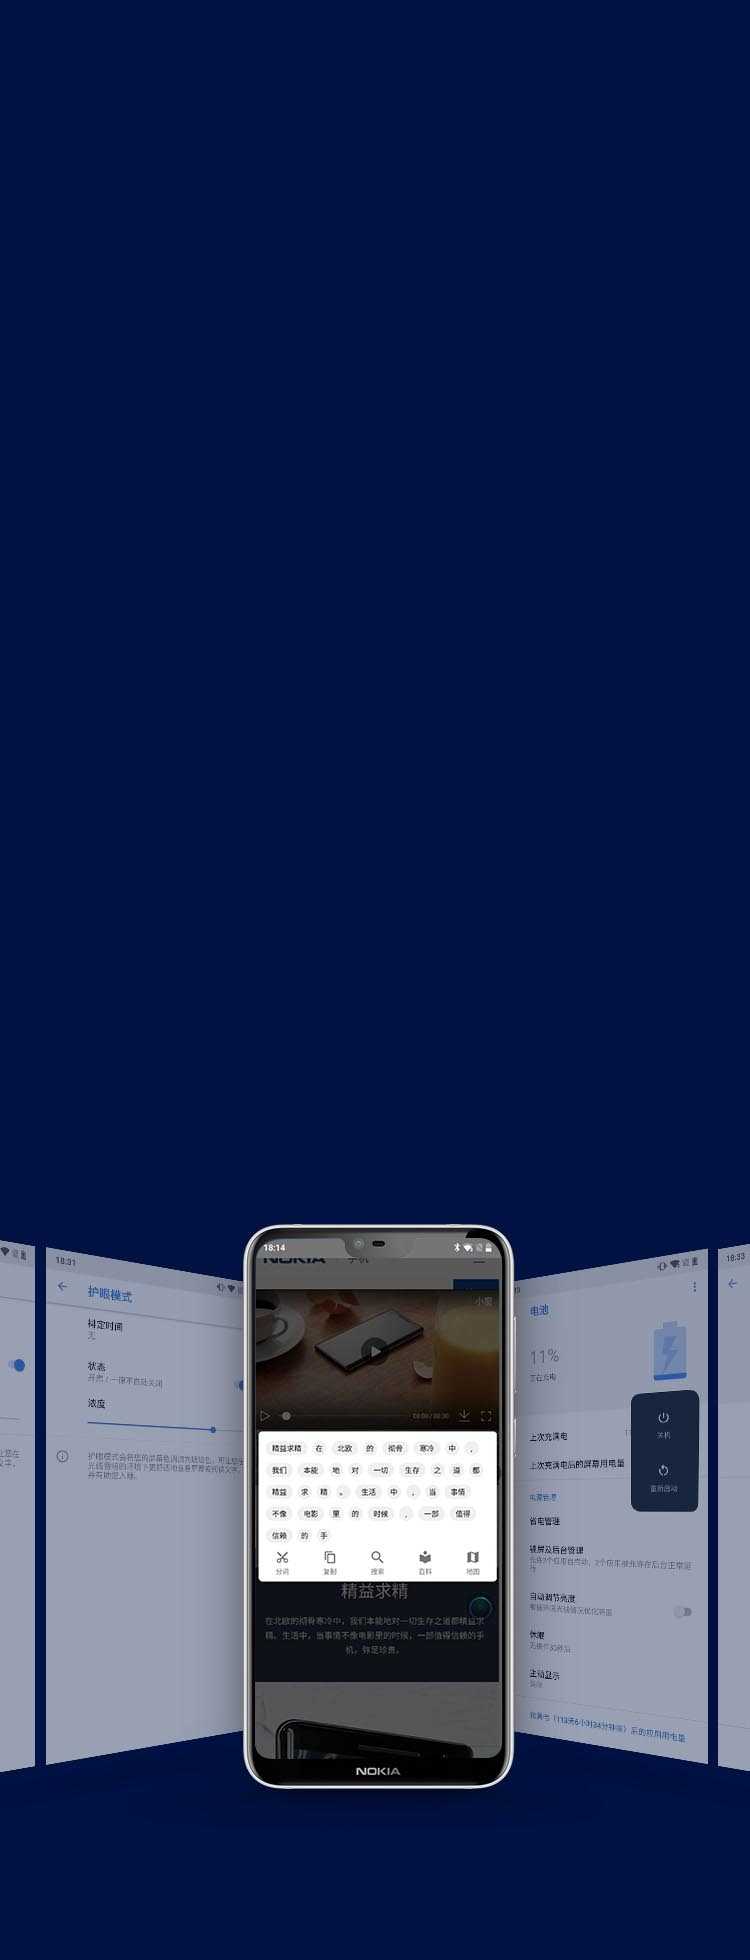 18:31
护眼模式
特定时间
无
状态
开启 / 一律不自动关闭
浓度
18:14
NOKIA 手机
小窗
00:00 / 00:30
精益求精 在 北欧 的 彻骨 寒冷 中 ，
我们 本能 地 对 一切 生存 之 道 都
精益 求 精 。 生活 中 ， 当 事情
不像 电影 里 的 时候 ， 一部 值得
信赖 的 手
分词 复制 搜索 百科 地图
精益求精
在北欧的彻骨寒冷中，我们本能地对一切生存之道都精益求
精。生活中，当事情不像电影里的时候，一部值得信赖的手
机，弥足珍贵。
NOKIA
电池
11%
正在充电
上次充满电
上次充满电后的屏幕用电量
电源管理
省电管理
锁屏及后台管理
自动调节亮度
休眠
主动显示
关机
重新启动
18:33